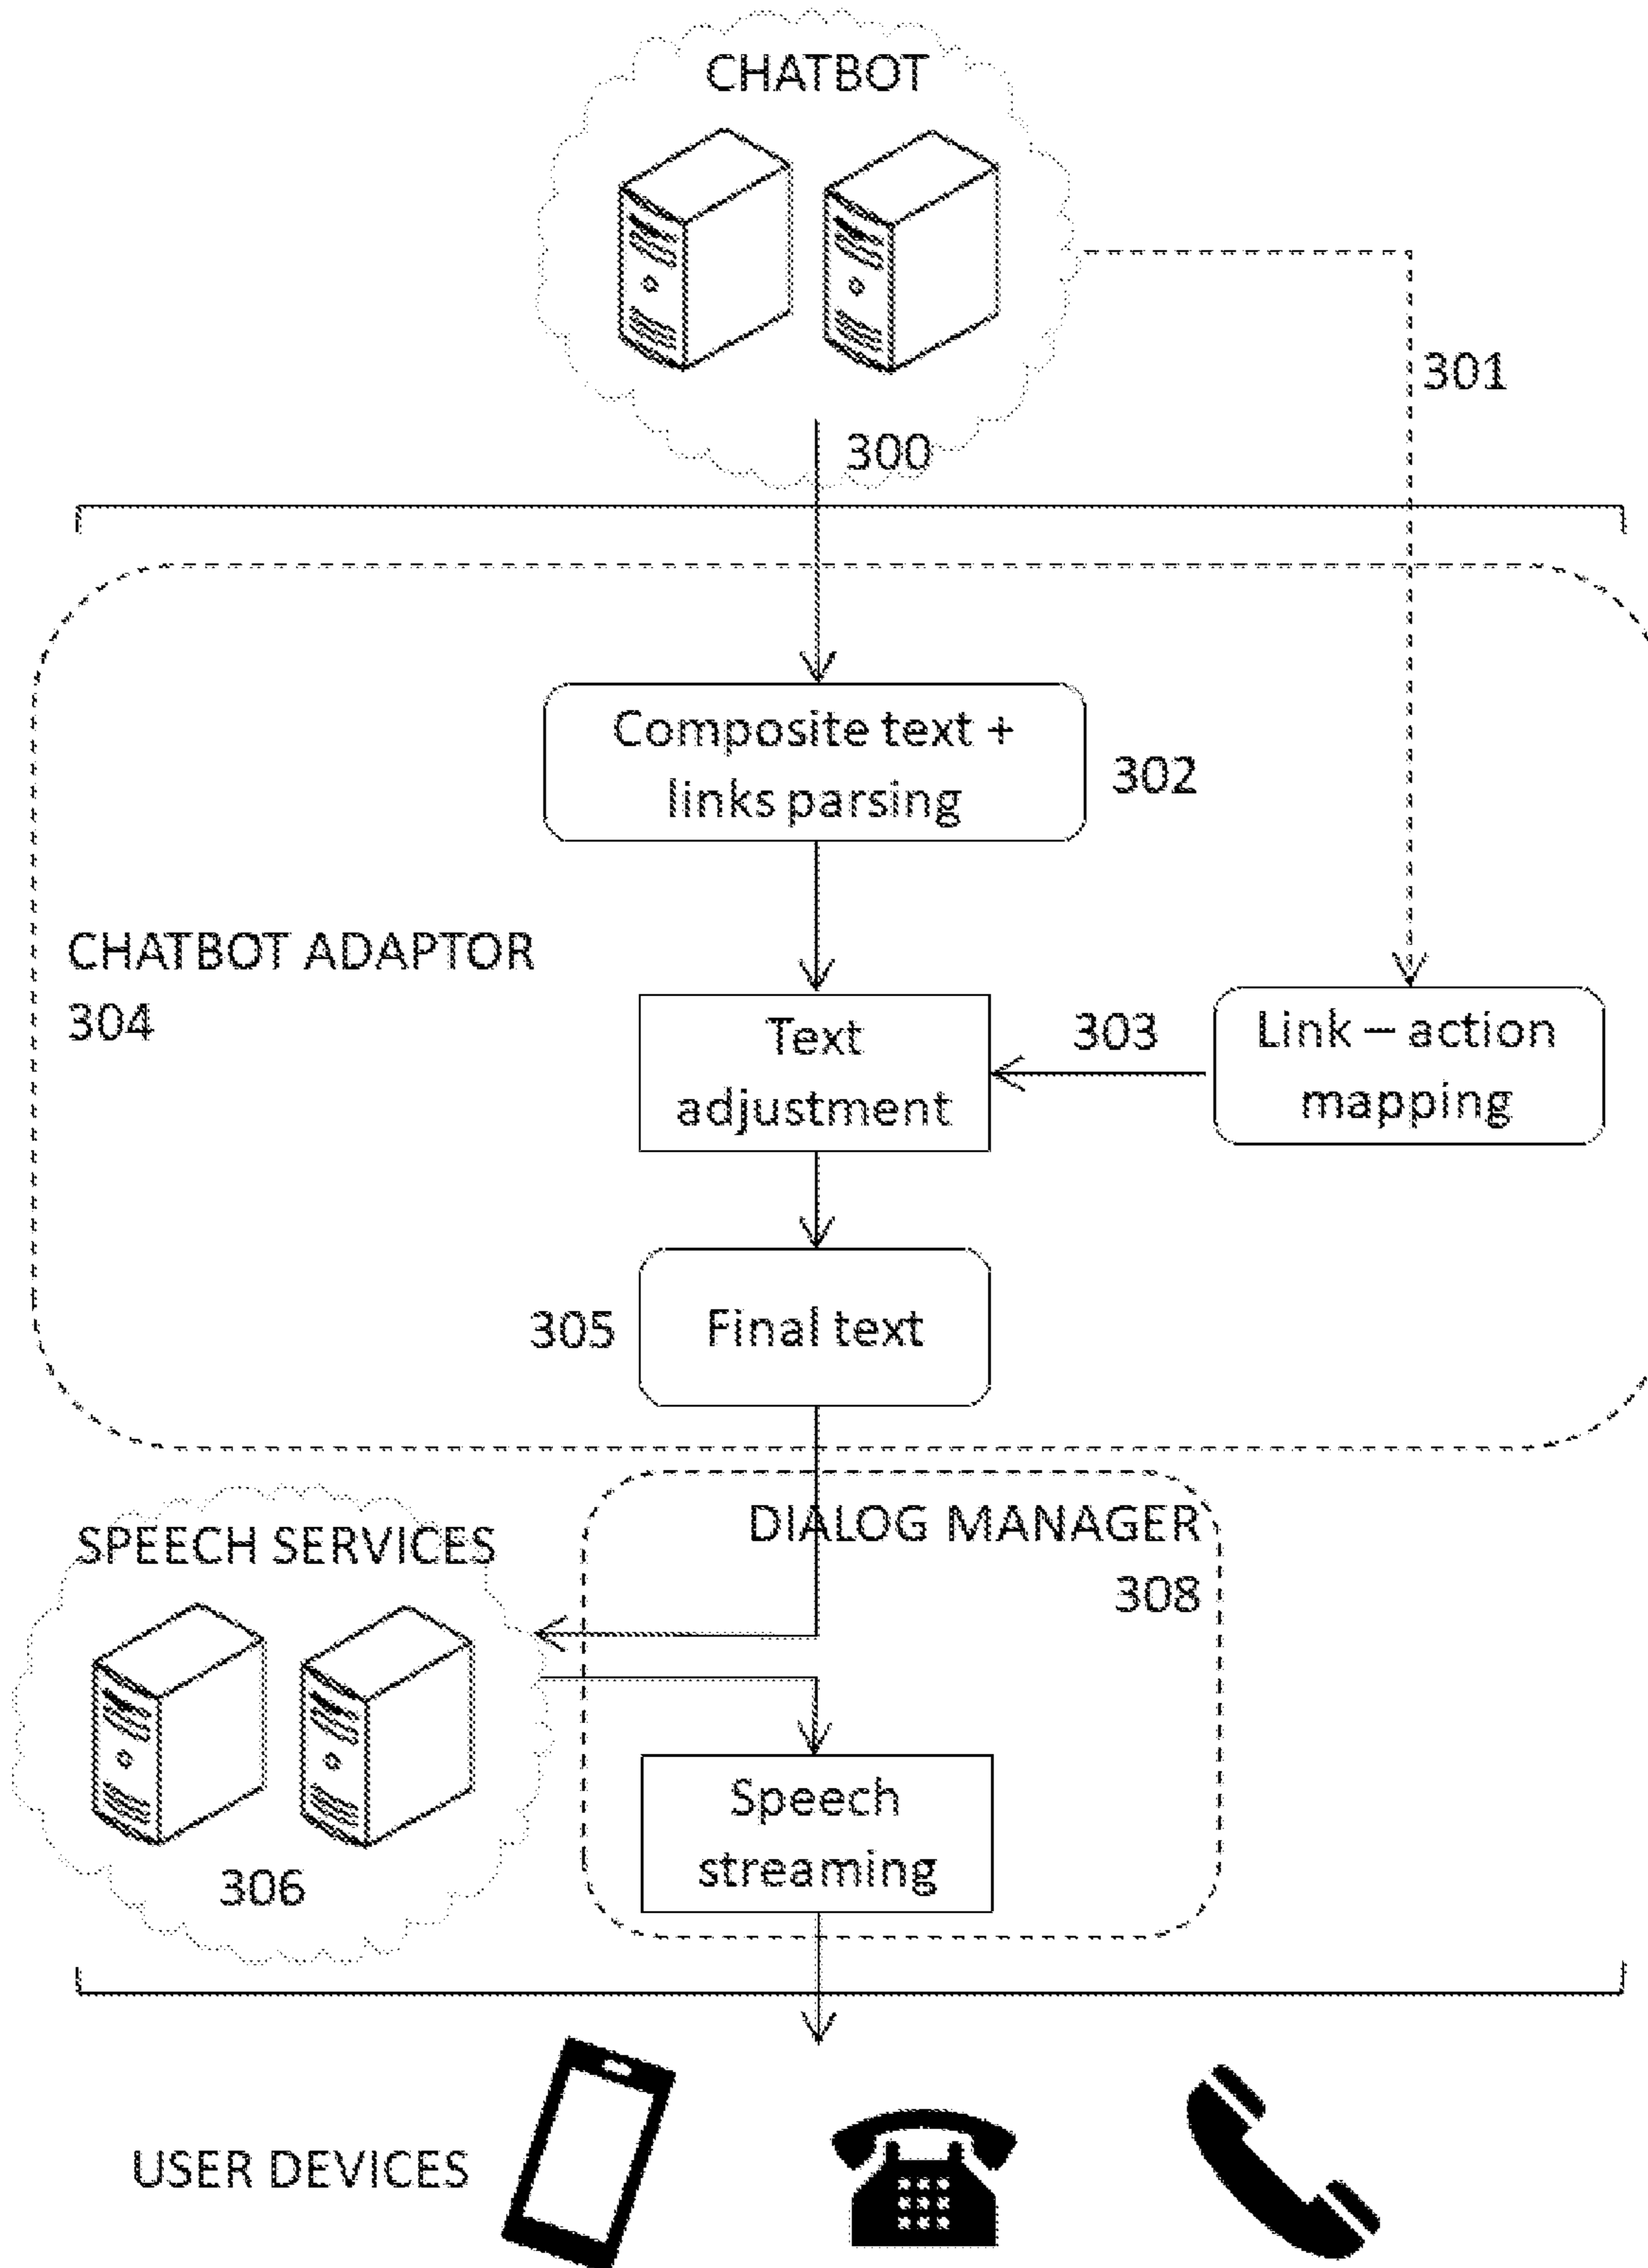 CHATBOT
301
300
Composite text +
links parsing
302
CHATBOT ADAPTOR
304
Text
adjustment
303
Link – action
mapping
305
Final text
SPEECH SERVICES
DIALOG MANAGER
308
Speech
streaming
306
USER DEVICES